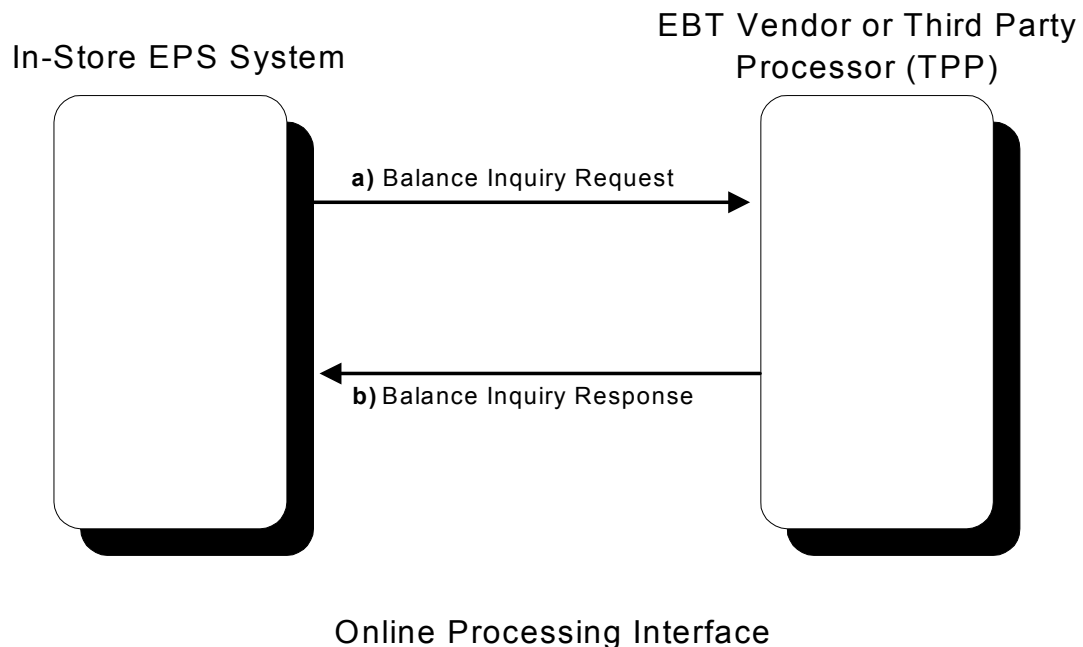 In-Store EPS System
EBT Vendor or Third Party
Processor (TPP)
a) Balance Inquiry Request
b) Balance Inquiry Response
Online Processing Interface